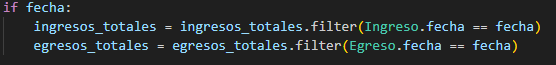 if fecha:
    ingresos_totales = ingresos_totales.filter(Ingreso.fecha == fecha)
    egresos_totales = egresos_totales.filter(Egreso.fecha == fecha)